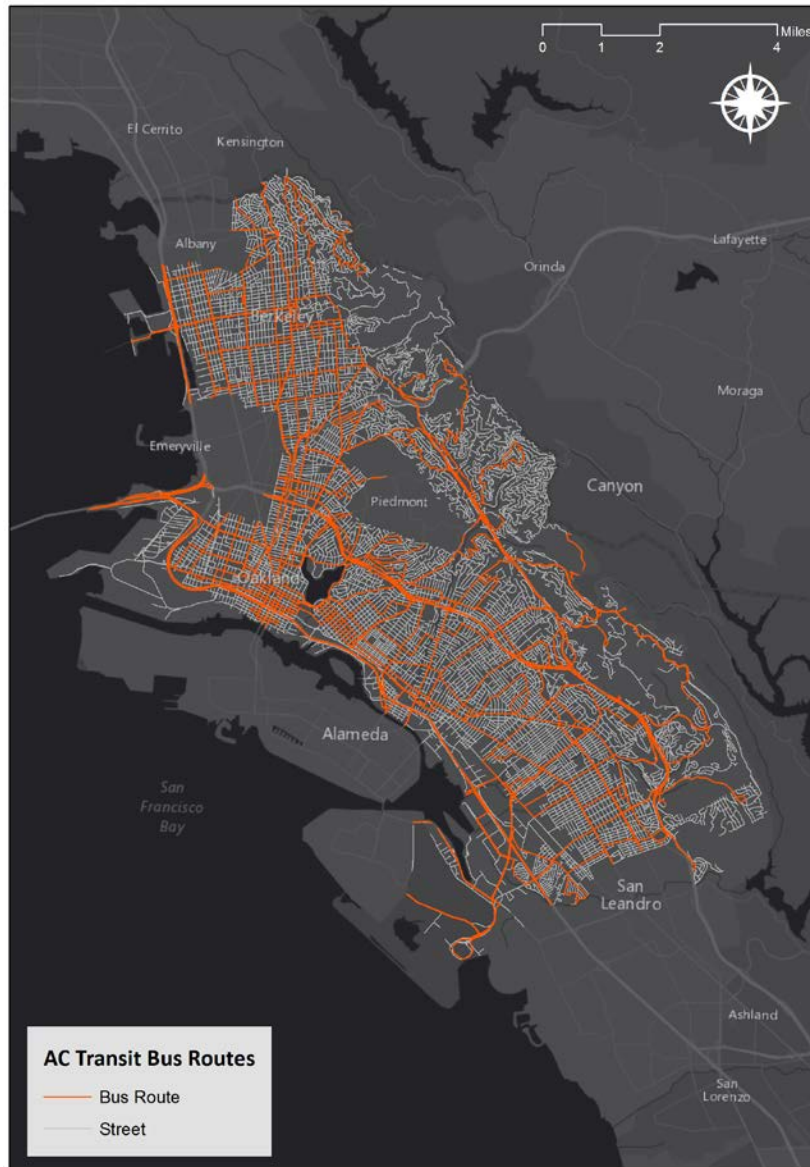 Miles
0 1 2 4
El Cerrito
Kensington
Albany
Lafayette
Orinda
Berkeley
Moraga
Emeryville
Canyon
Piedmont
Oakland
Alameda
San
Francisco
Bay
San
Leandro
Ashland
San
Lorenzo
AC Transit Bus Routes
Bus Route
Street